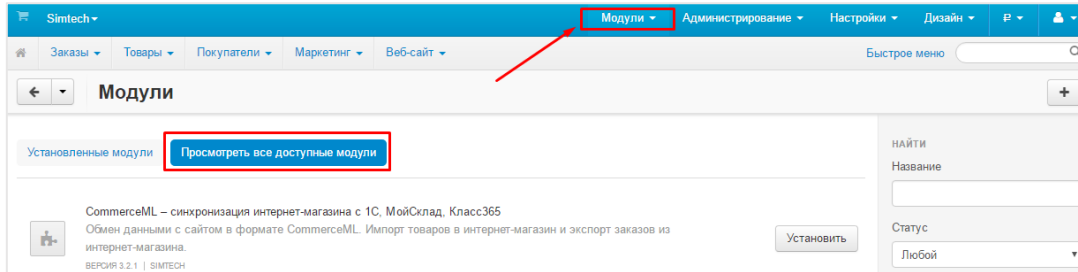 Simtech
Модули
Администрирование
Настройки
Дизайн
₽
Заказы
Товары
Покупатели
Маркетинг
Веб-сайт
Быстрое меню
Модули
+
Установленные модули
Просмотреть все доступные модули
НАЙТИ
Название
CommerceML – синхронизация интернет-магазина с 1С, МойСклад, Класс365
Обмен данными с сайтом в формате CommerceML. Импорт товаров в интернет-магазин и экспорт заказов из
интернет-магазина.
ВЕРСИЯ 3.2.1 | SIMTECH
Установить
Статус
Любой